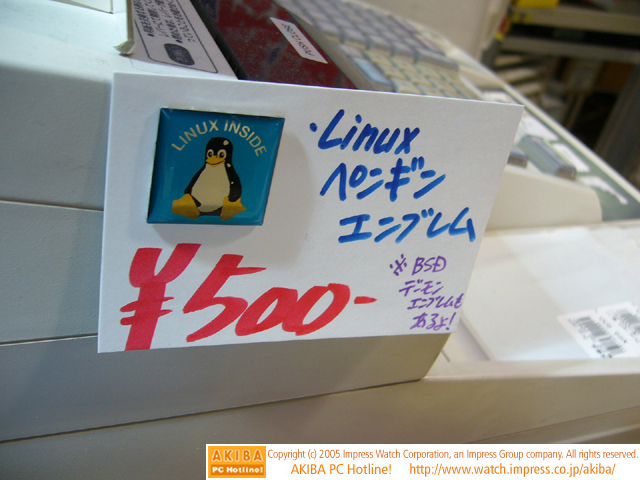 LINUX INSIDE
・Linux
ペンギン
エンブレム
¥500-
※BSD
デーモン
エンブレムも
あるよ!
AKIBA
PC Hotline!
Copyright (c) 2005 Impress Watch Corporation, an Impress Group company. All rights reserved.
AKIBA PC Hotline! http://www.watch.impress.co.jp/akiba/